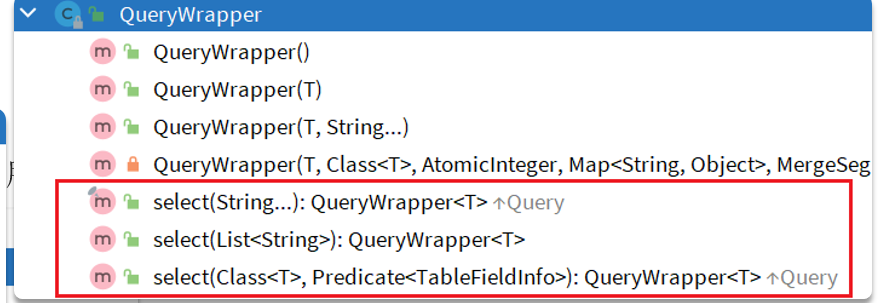 QueryWrapper
m QueryWrapper()
m QueryWrapper(T)
m QueryWrapper(T, String...)
m QueryWrapper(T, Class<T>, AtomicInteger, Map<String, Object>, MergeSeg
m select(String...): QueryWrapper<T> ↑Query
m select(List<String>): QueryWrapper<T>
m select(Class<T>, Predicate<TableFieldInfo>): QueryWrapper<T> ↑Query